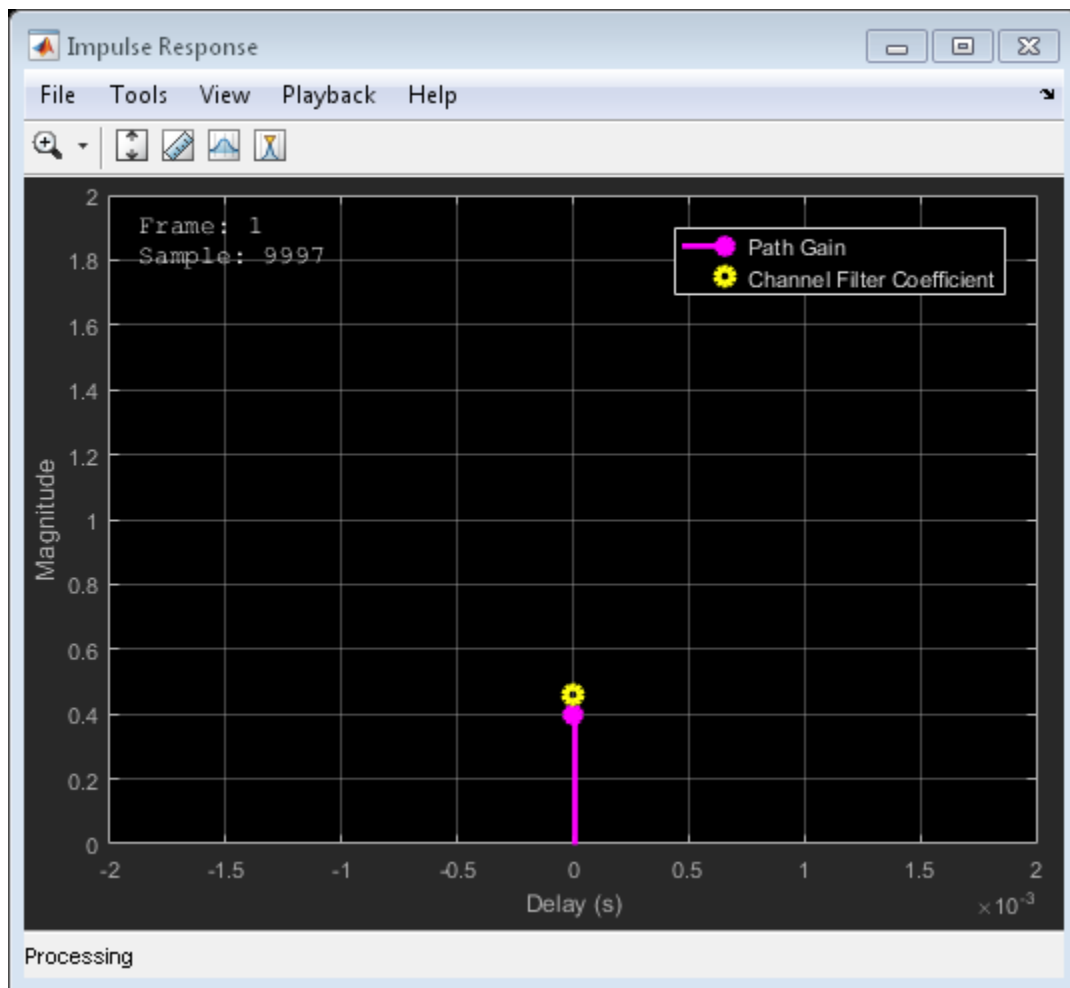 Impulse Response
File Tools View Playback Help
Frame: 1
Sample: 9997
Path Gain
Channel Filter Coefficient
2
1.8
1.6
1.4
1.2
1
0.8
0.6
0.4
0.2
0
Magnitude
-2 -1.5 -1 -0.5 0 0.5 1 1.5 2
Delay (s)
×10⁻³
Processing